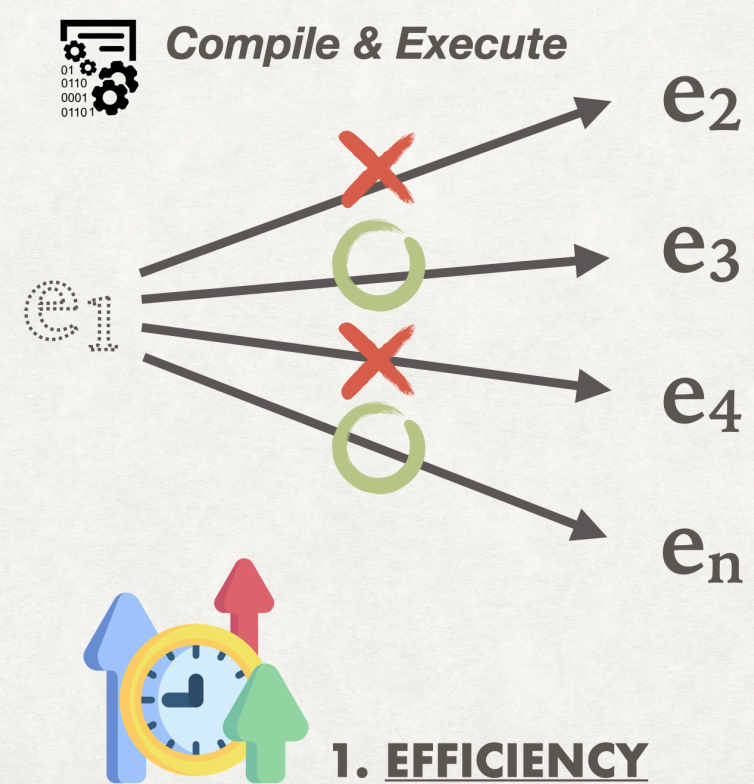 Compile & Execute
01
0110
0001
01101
e2
e3
e1
e4
en
1. EFFICIENCY